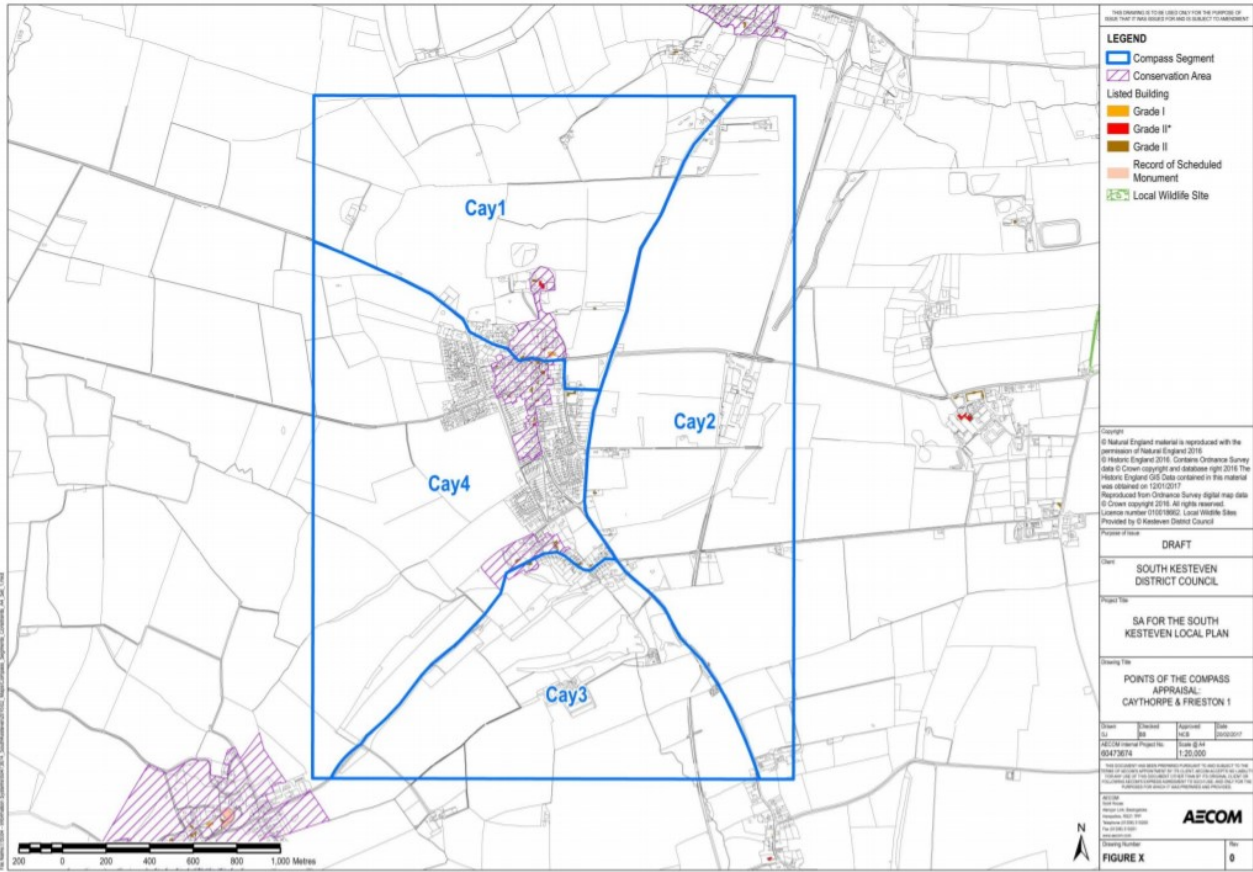 THIS DRAWING IS TO BE USED ONLY FOR THE PURPOSE OF
ISSUE THAT IT WAS ISSUED FOR AND IS SUBJECT TO AMENDMENT
LEGEND
Compass Segment
Conservation Area
Listed Building
Grade I
Grade II*
Grade II
Record of Scheduled
Monument
Local Wildlife Site
Cay1
Cay2
Cay4
Cay3
Copyright
© Natural England material is reproduced with the
permission of Natural England 2016
© Historic England 2016. Contains Ordnance Survey
data © Crown copyright and database right 2016 The
Historic England GIS Data contained in this material
was obtained on 12/01/2017
Reproduced from Ordnance Survey digital map data
© Crown copyright 2016. All rights reserved.
Licence number Local Wildlife Sites
Provided by © Kesteven District Council
Purpose of Issue
DRAFT
Client
SOUTH KESTEVEN
DISTRICT COUNCIL
Project Title
SA FOR THE SOUTH
KESTEVEN LOCAL PLAN
Drawing Title
POINTS OF THE COMPASS
APPRAISAL:
CAYTHORPE & FRIESTON 1
Drawn Checked Approved Date
AECOM Internal Project No. Scale @ A4
60473674 1:20,000
AECOM
AECOM
Drawing Number Rev
FIGURE X 0
N
200 0 200 400 600 800 1,000 Metres